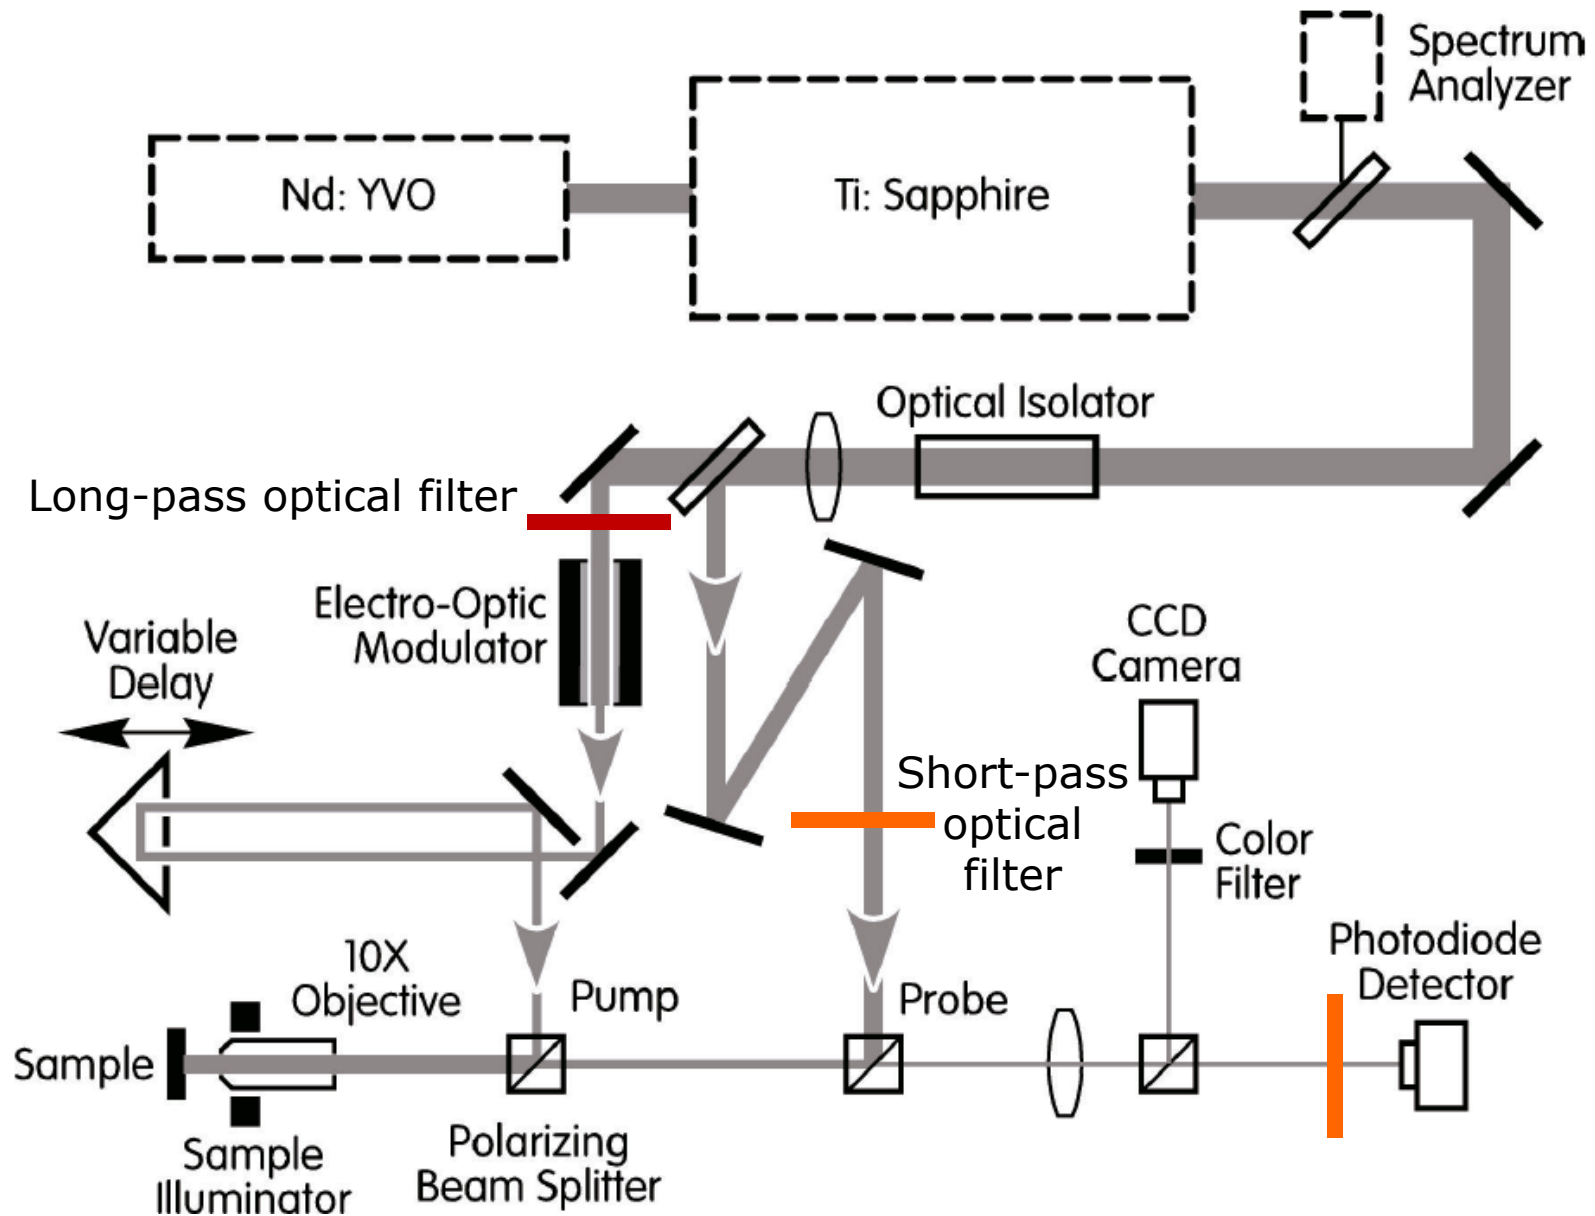 Spectrum
Analyzer
Nd: YVO
Ti: Sapphire
Optical Isolator
Long-pass optical filter
Electro-Optic
Modulator
Variable
Delay
CCD
Camera
Short-pass
optical
filter
Color
Filter
Photodiode
Detector
10X
Objective
Pump
Probe
Sample
Polarizing
Beam Splitter
Sample
Illuminator